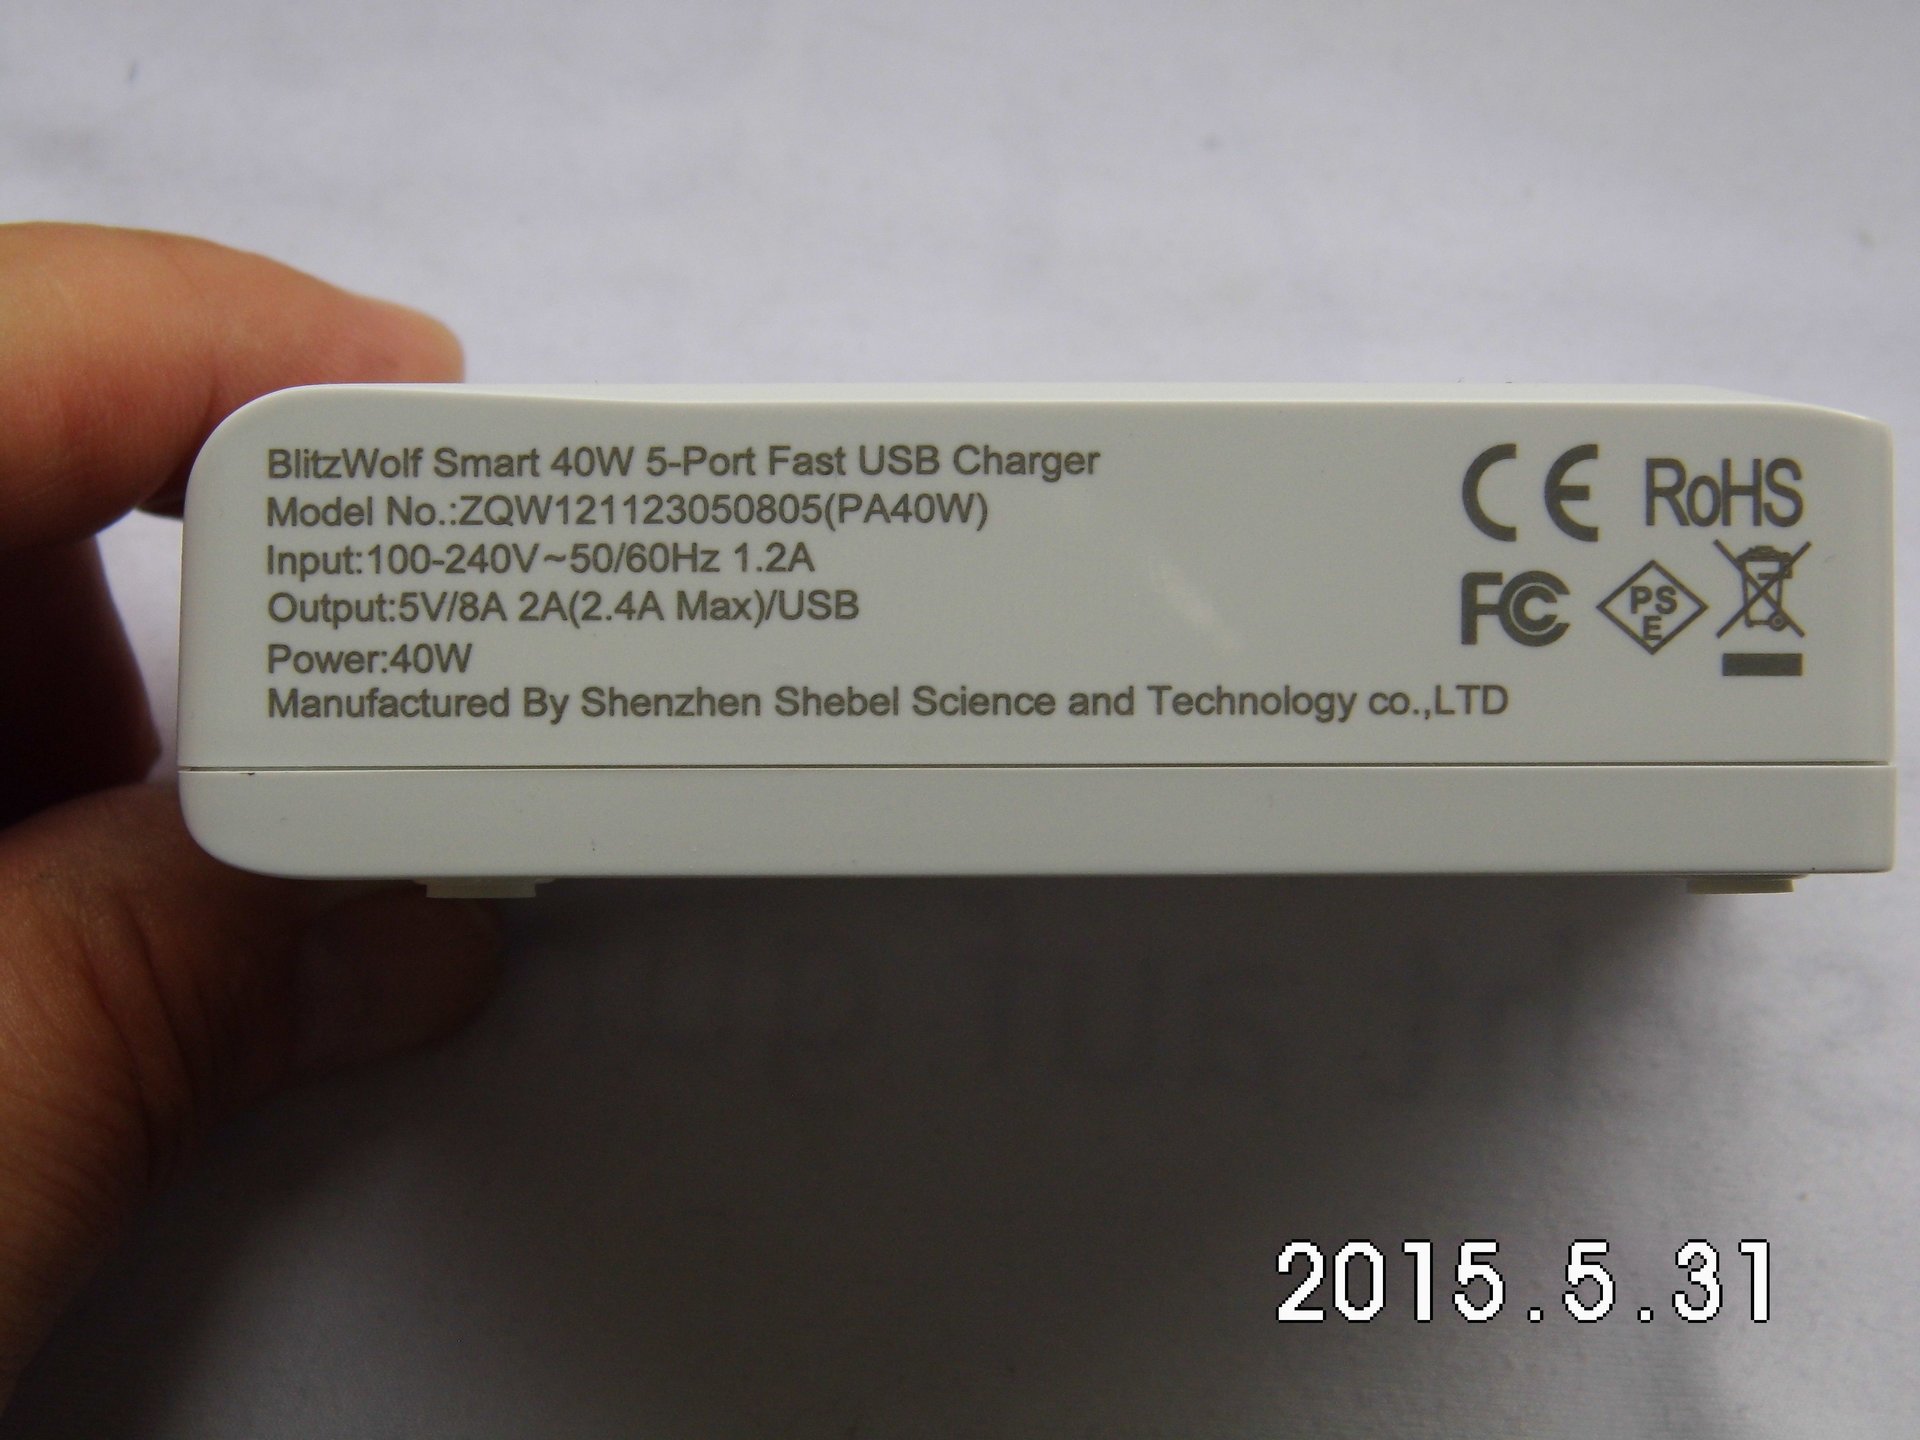 BlitzWolf Smart 40W 5-Port Fast USB Charger
Model No.:ZQW121123050805(PA40W)
Input:100-240V~50/60Hz 1.2A
Output:5V/8A 2A(2.4A Max)/USB
Power:40W
Manufactured By Shenzhen Shebel Science and Technology co.,LTD
CE RoHS
FC PSE
2015.5.31